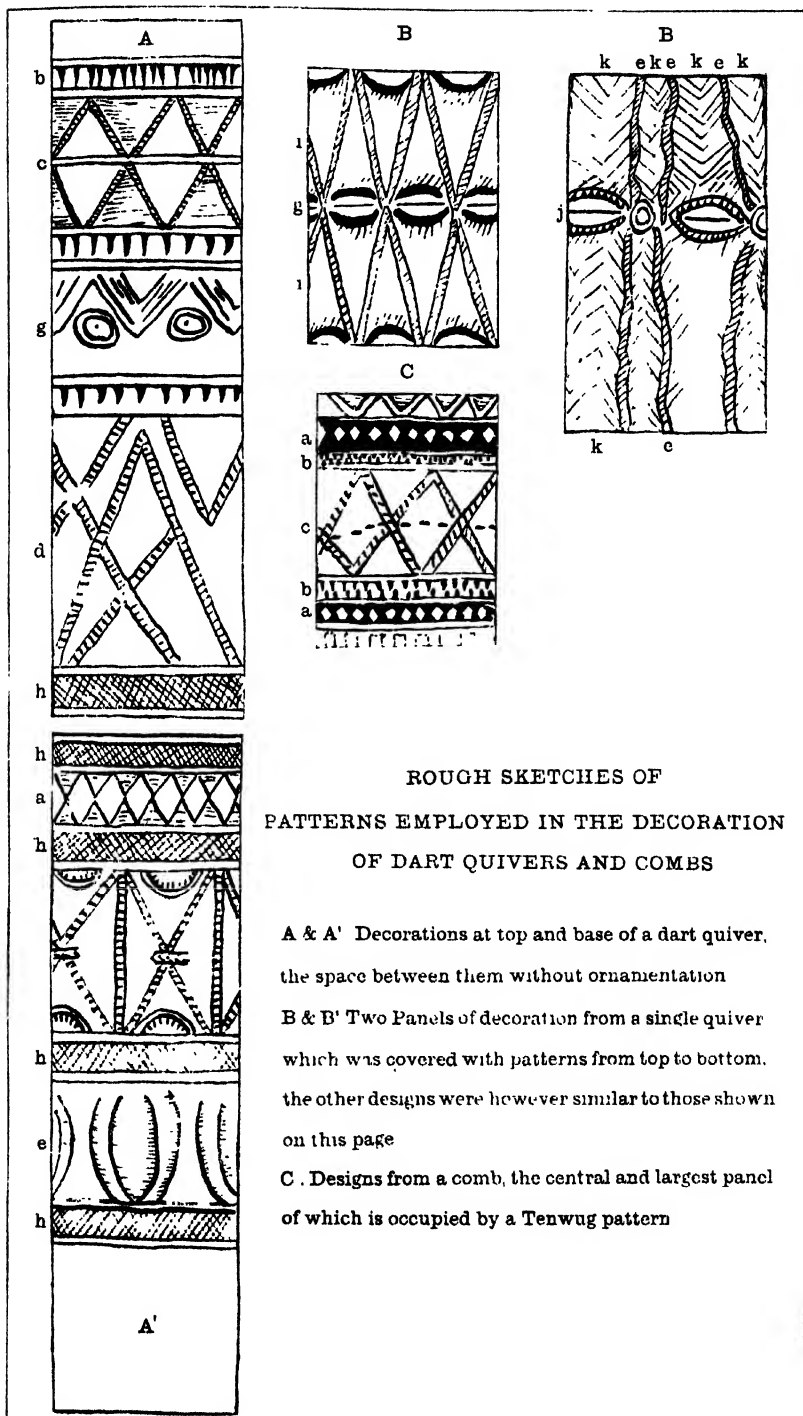 A
b
c
g
d
h
h
a
h
h
e
h
A'
B
ı
g
ı
C
a
b
c
b
a
B
k e k e k e k
j
k c
ROUGH SKETCHES OF
PATTERNS EMPLOYED IN THE DECORATION
OF DART QUIVERS AND COMBS
A & A' Decorations at top and base of a dart quiver,
the space between them without ornamentation
B & B' Two Panels of decoration from a single quiver
which was covered with patterns from top to bottom.
the other designs were however similar to those shown
on this page
C . Designs from a comb, the central and largest panel
of which is occupied by a Tenwug pattern